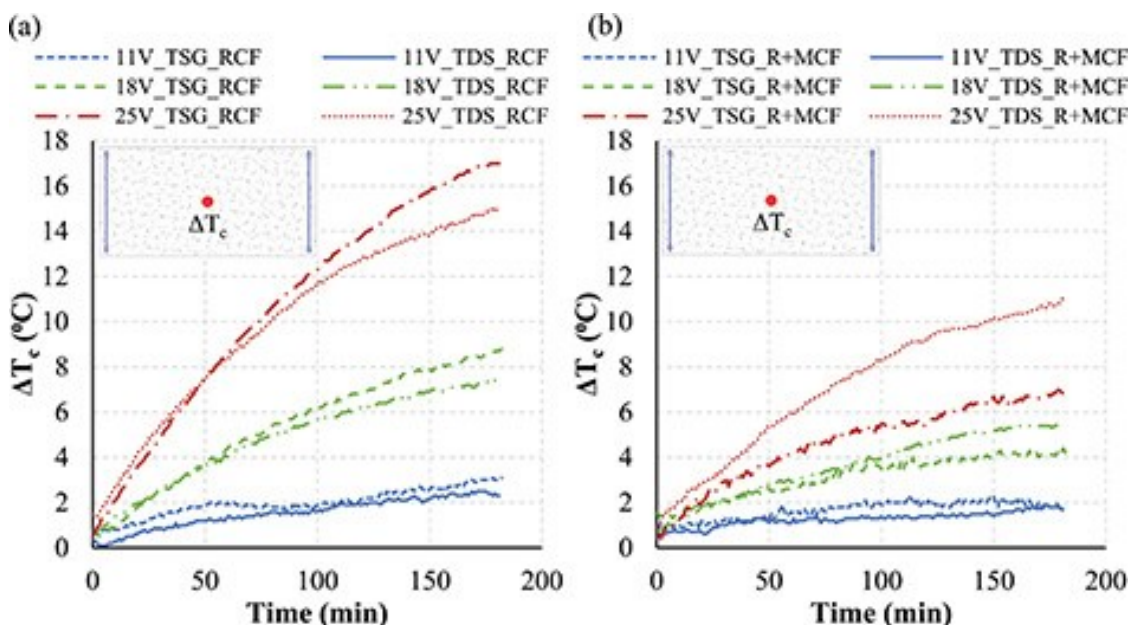 (a)
11V_TSG_RCF 11V_TDS_RCF
18V_TSG_RCF 18V_TDS_RCF
25V_TSG_RCF 25V_TDS_RCF
18
16
14
12
10
8
6
4
2
0
ΔTc (ºC)
ΔTc
0 50 100 150 200
Time (min)
(b)
11V_TSG_R+MCF 11V_TDS_R+MCF
18V_TSG_R+MCF 18V_TDS_R+MCF
25V_TSG_R+MCF 25V_TDS_R+MCF
18
16
14
12
10
8
6
4
2
0
ΔTc (ºC)
ΔTc
0 50 100 150 200
Time (min)